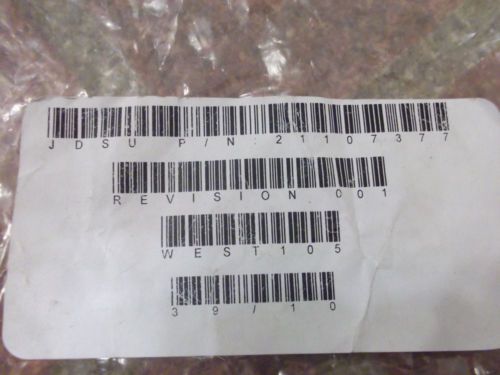 JDSU P/N 21107377
REVISION 001
WEST105
39/10